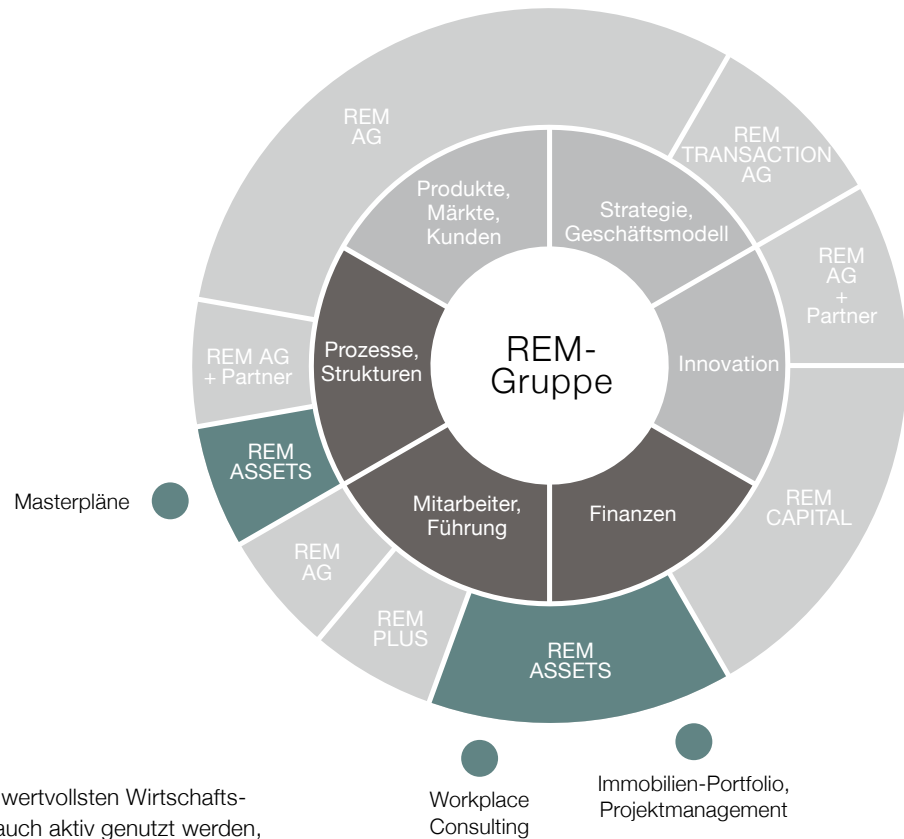 REM
AG
REM
TRANSACTION
AG
Produkte,
Märkte,
Kunden
Strategie,
Geschäftsmodell
REM
AG
+
Partner
REM AG
+ Partner
Prozesse,
Strukturen
REM-
Gruppe
Innovation
REM
ASSETS
Masterpläne
Mitarbeiter,
Führung
Finanzen
REM
CAPITAL
REM
AG
REM
PLUS
REM
ASSETS
wertvollsten Wirtschafts-
auch aktiv genutzt werden,
Workplace
Consulting
Immobilien-Portfolio,
Projektmanagement